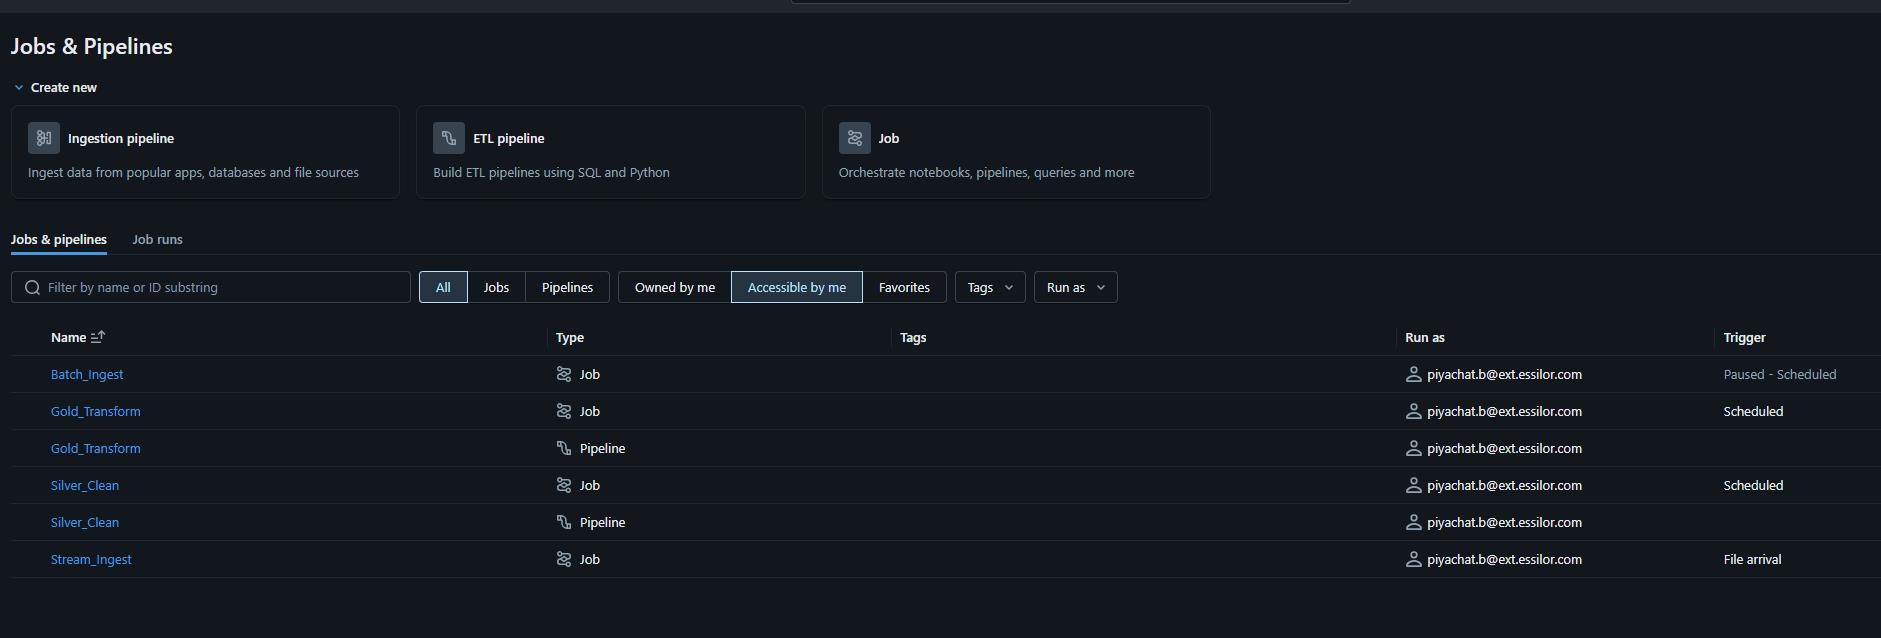 Jobs & Pipelines
Create new
Ingestion pipeline
Ingest data from popular apps, databases and file sources
ETL pipeline
Build ETL pipelines using SQL and Python
Job
Orchestrate notebooks, pipelines, queries and more
Jobs & pipelines Job runs
Filter by name or ID substring All Jobs Pipelines Owned by me Accessible by me Favorites Tags Run as
Name Type Tags Run as Trigger
Batch_Ingest Job piyachat.b@ext.essilor.com Paused - Scheduled
Gold_Transform Job piyachat.b@ext.essilor.com Scheduled
Gold_Transform Pipeline piyachat.b@ext.essilor.com
Silver_Clean Job piyachat.b@ext.essilor.com Scheduled
Silver_Clean Pipeline piyachat.b@ext.essilor.com
Stream_Ingest Job piyachat.b@ext.essilor.com File arrival